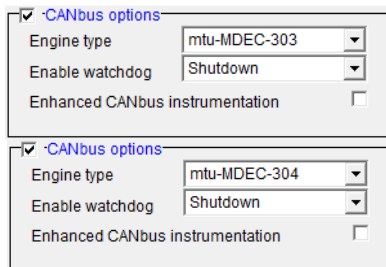 CANbus options
Engine type mtu-MDEC-303
Enable watchdog Shutdown
Enhanced CANbus instrumentation
CANbus options
Engine type mtu-MDEC-304
Enable watchdog Shutdown
Enhanced CANbus instrumentation